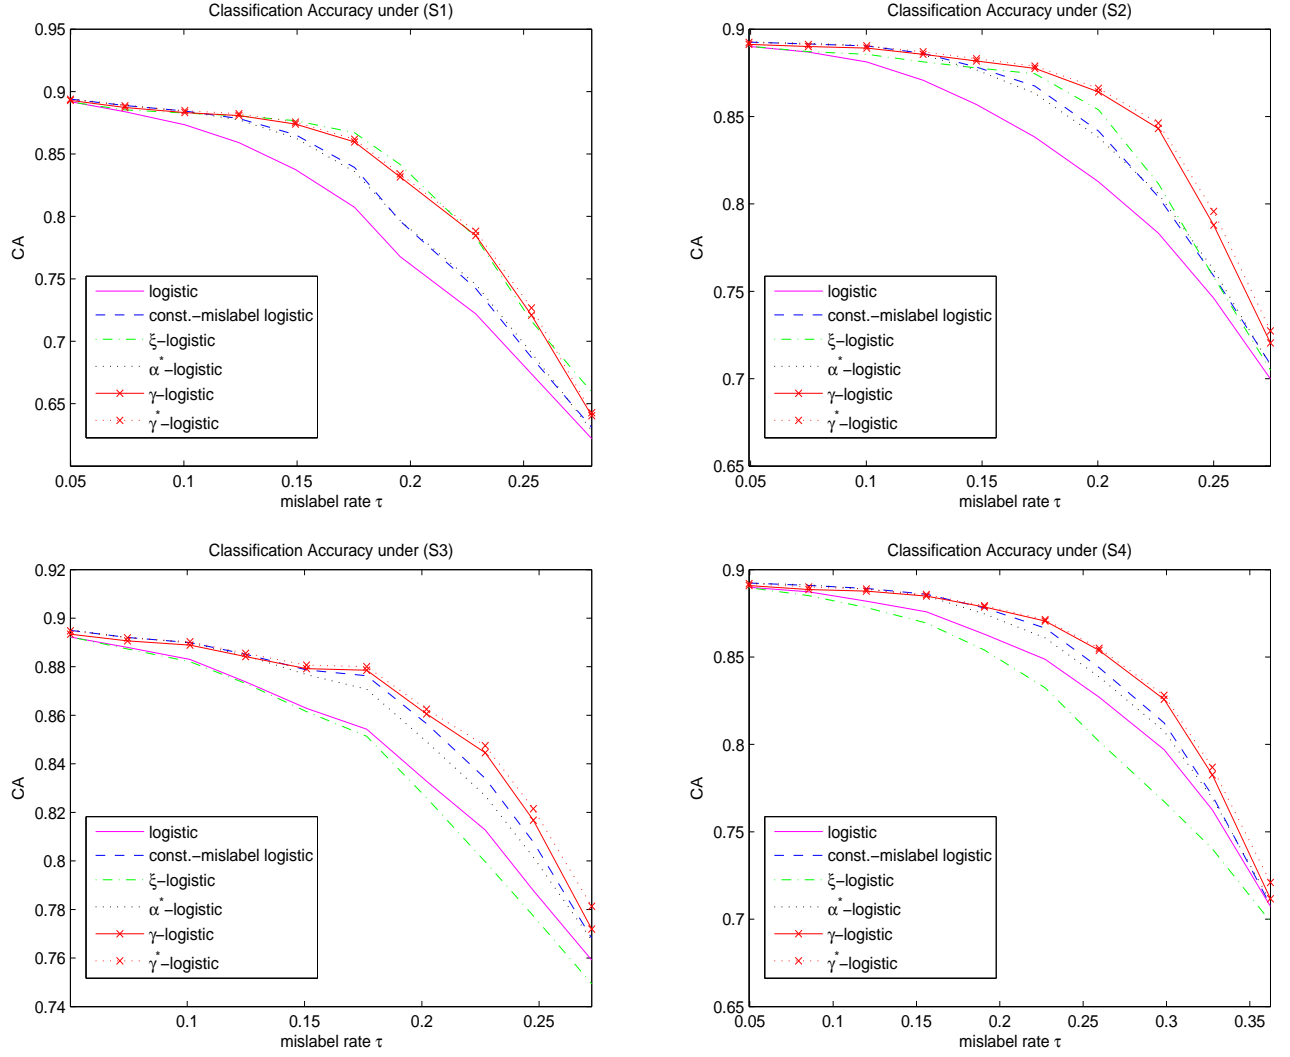 Classification Accuracy under (S1)
0.95
0.9
0.85
0.8
0.75
0.7
0.65
CA
0.05 0.1 0.15 0.2 0.25
mislabel rate τ
logistic
const.−mislabel logistic
ξ−logistic
α*−logistic
γ−logistic
γ*−logistic
Classification Accuracy under (S2)
0.9
0.85
0.8
0.75
0.7
0.65
CA
0.05 0.1 0.15 0.2 0.25
mislabel rate τ
logistic
const.−mislabel logistic
ξ−logistic
α*−logistic
γ−logistic
γ*−logistic
Classification Accuracy under (S3)
0.92
0.9
0.88
0.86
0.84
0.82
0.8
0.78
0.76
0.74
CA
0.1 0.15 0.2 0.25
mislabel rate τ
logistic
const.−mislabel logistic
ξ−logistic
α*−logistic
γ−logistic
γ*−logistic
Classification Accuracy under (S4)
0.9
0.85
0.8
0.75
0.7
0.65
CA
0.05 0.1 0.15 0.2 0.25 0.3 0.35
mislabel rate τ
logistic
const.−mislabel logistic
ξ−logistic
α*−logistic
γ−logistic
γ*−logistic